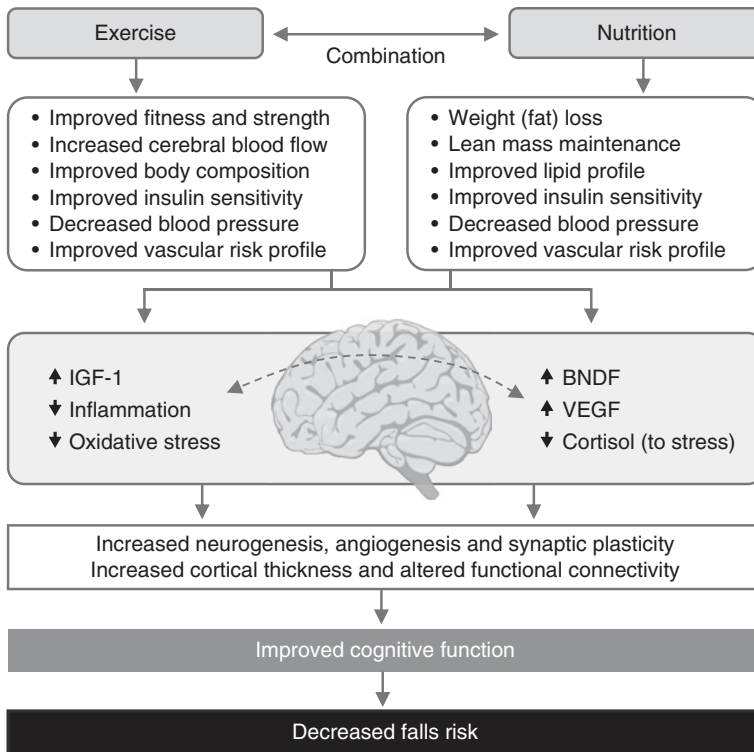 Exercise
Nutrition
Combination
• Improved fitness and strength
• Increased cerebral blood flow
• Improved body composition
• Improved insulin sensitivity
• Decreased blood pressure
• Improved vascular risk profile
• Weight (fat) loss
• Lean mass maintenance
• Improved lipid profile
• Improved insulin sensitivity
• Decreased blood pressure
• Improved vascular risk profile
IGF-1
Inflammation
Oxidative stress
BNDF
VEGF
Cortisol (to stress)
Increased neurogenesis, angiogenesis and synaptic plasticity
Increased cortical thickness and altered functional connectivity
Improved cognitive function
Decreased falls risk